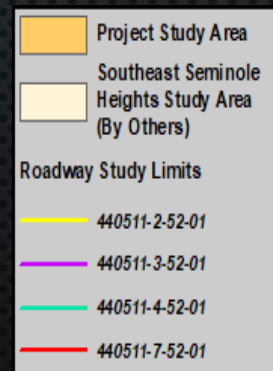 Project Study Area
Southeast Seminole
Heights Study Area
(By Others)
Roadway Study Limits
440511-2-52-01
440511-3-52-01
440511-4-52-01
440511-7-52-01